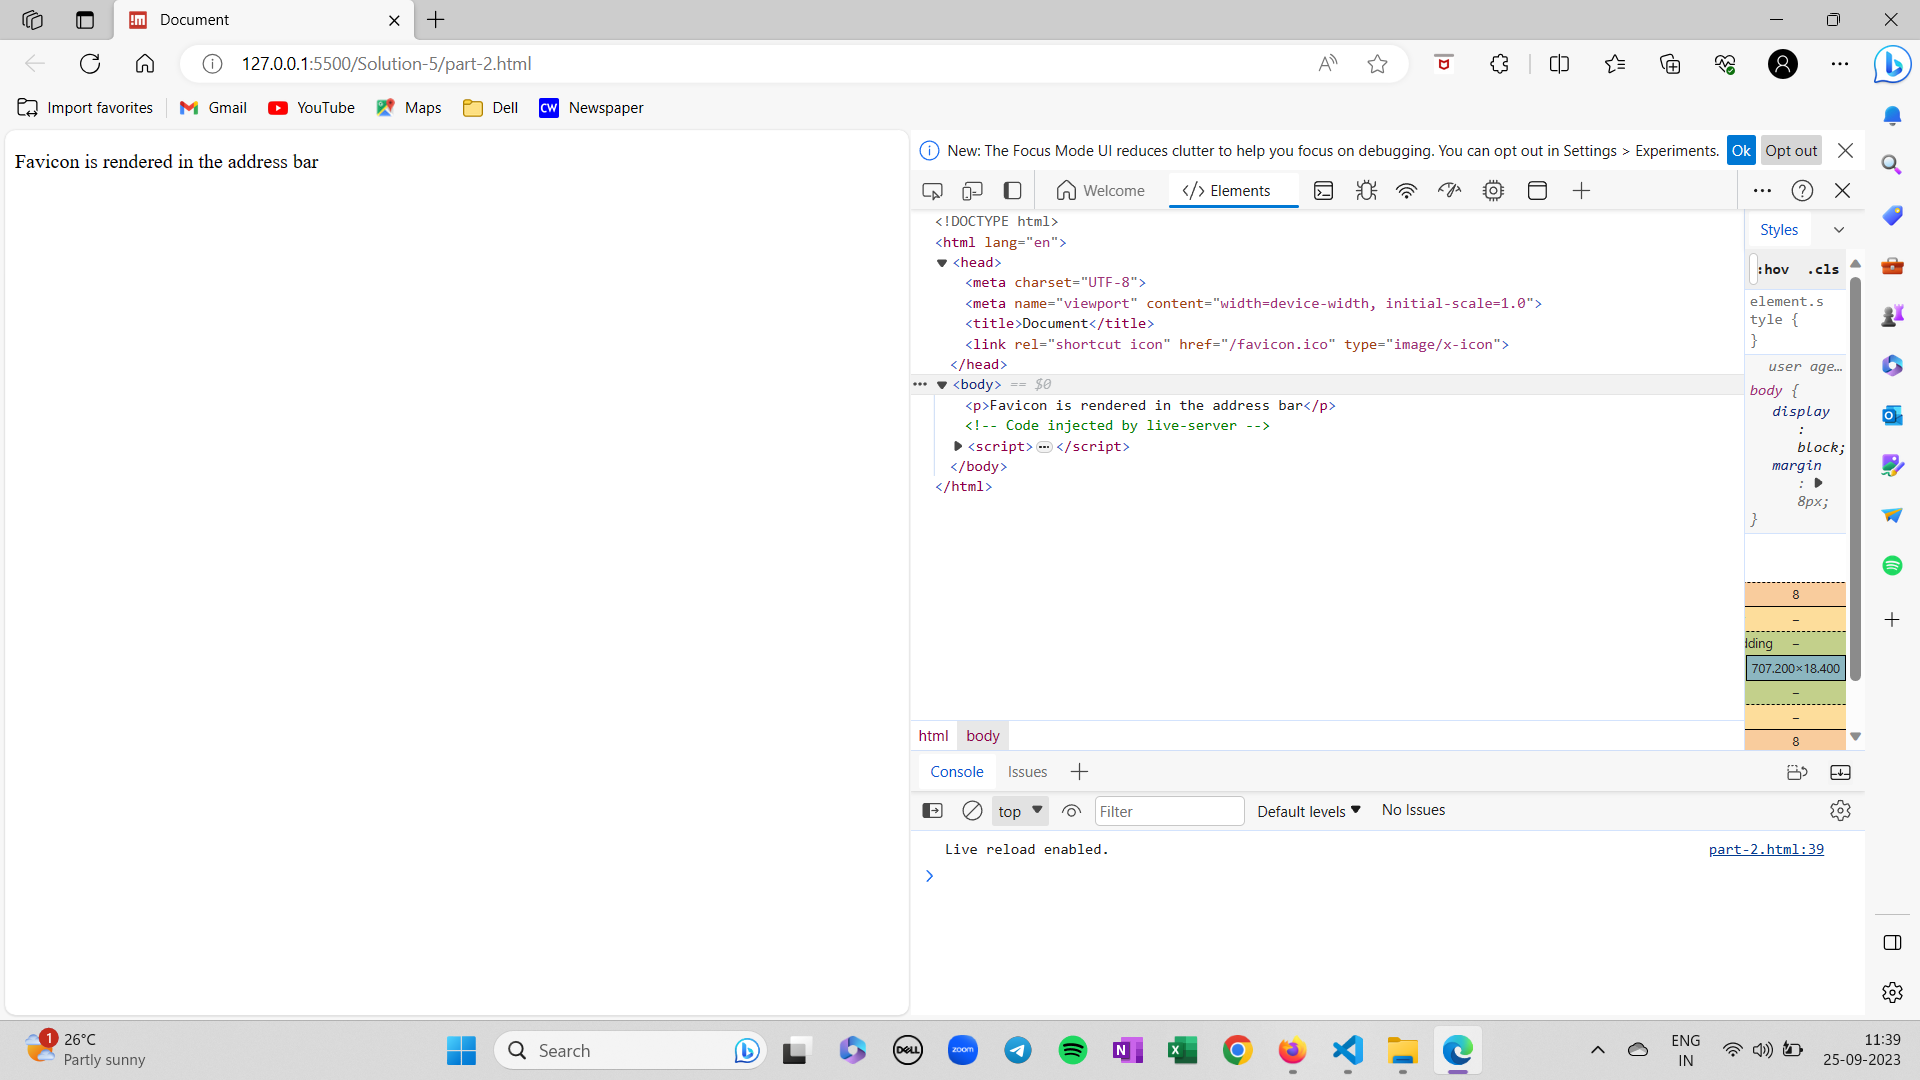 Document
127.0.0.1:5500/Solution-5/part-2.html
Import favorites
Gmail
YouTube
Maps
Dell
CW
Newspaper
Favicon is rendered in the address bar
New: The Focus Mode UI reduces clutter to help you focus on debugging. You can opt out in Settings > Experiments.
Ok
Opt out
Welcome
</> Elements
<!DOCTYPE html>
<html lang="en">
<head>
<meta charset="UTF-8">
<meta name="viewport" content="width=device-width, initial-scale=1.0">
<title>Document</title>
<link rel="shortcut icon" href="/favicon.ico" type="image/x-icon">
</head>
<body> == $0
<p>Favicon is rendered in the address bar</p>
<!-- Code injected by live-server -->
<script>…</script>
</body>
</html>
Styles
:hov .cls
element.s
tyle {
}
user age…
body {
display
:
block;
margin
:
8px;
}
8
–
dding –
707.200×18.400
–
–
8
html body
Console
Issues
top
Filter
Default levels
No Issues
Live reload enabled.
part-2.html:39
1
26°C
Partly sunny
Search
DELL
zoom
ENG
IN
11:39
25-09-2023